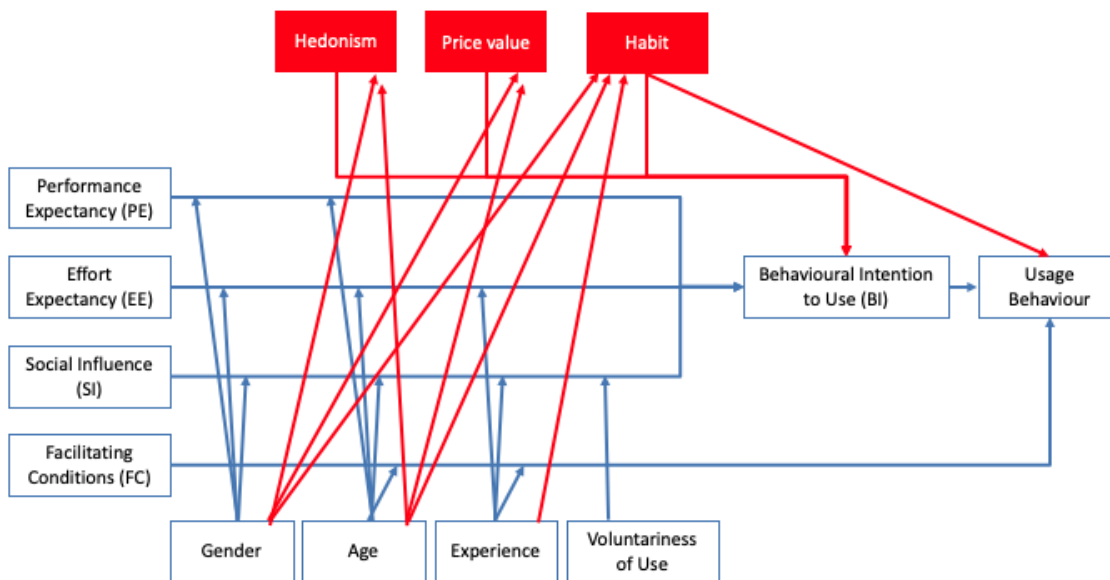 Hedonism
Price value
Habit
Performance
Expectancy (PE)
Effort
Expectancy (EE)
Behavioural Intention
to Use (BI)
Usage
Behaviour
Social Influence
(SI)
Facilitating
Conditions (FC)
Gender
Age
Experience
Voluntariness
of Use